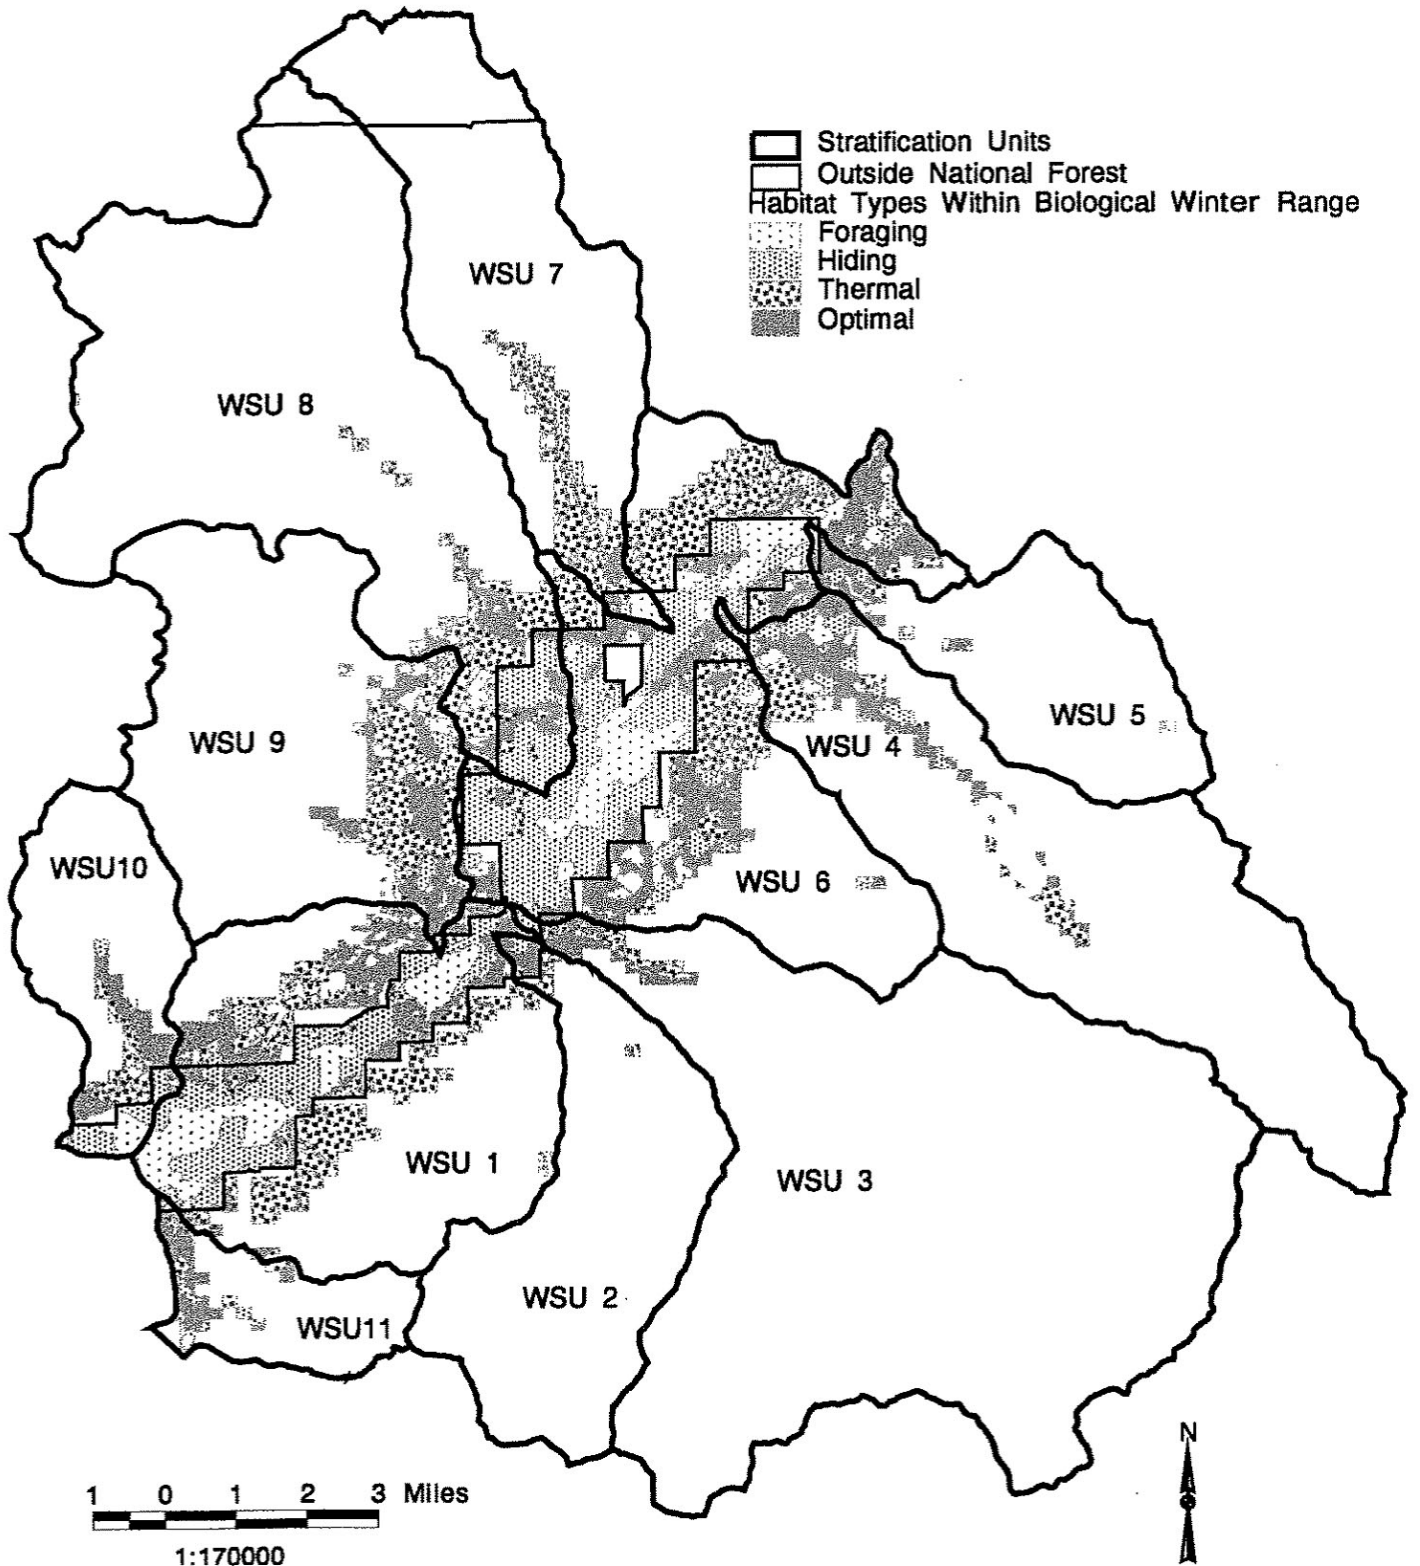 Stratification Units
Outside National Forest
Habitat Types Within Biological Winter Range
Foraging
Hiding
Thermal
Optimal
WSU 7
WSU 8
WSU 5
WSU 9
WSU 4
WSU10
WSU 6
WSU 1
WSU 3
WSU 2
WSU11
N
1 0 1 2 3 Miles
1:170000